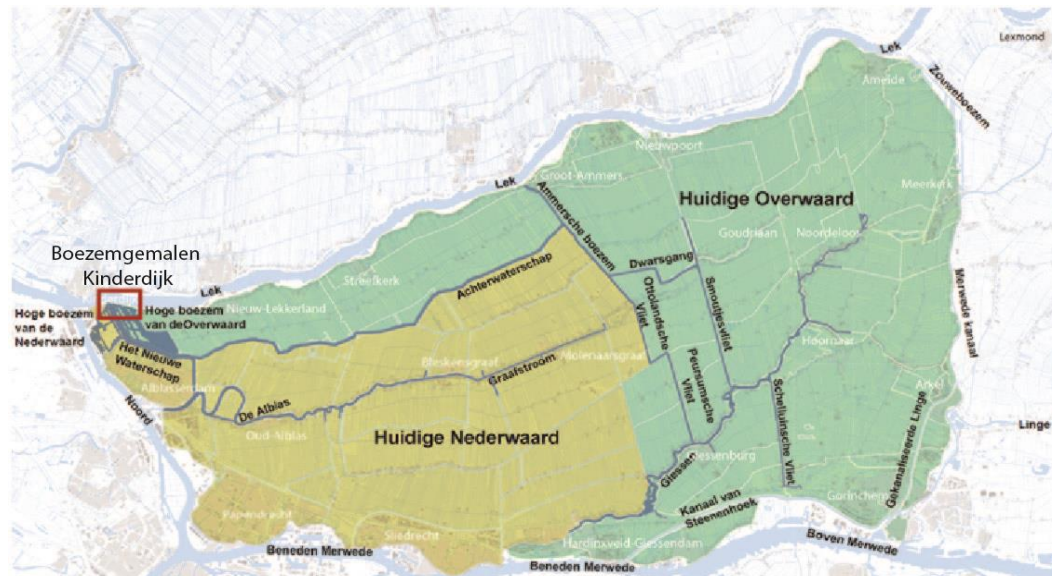 Lexmond
Lek
Ameide
Zouweboezem
Nieuwpoort
Groot-Ammers
Lek
Ammersche boezem
Huidige Overwaard
Meerkerk
Goudriaan
Noordeloos
Boezemgemalen
Kinderdijk
Dwarsgang
Streefkerk
Achterwaterschap
Ottolandsche
Vliet
Smoutjesvliet
Lek
Nieuw-Lekkerland
Hoge boezem
van de
Nederwaard
Hoge boezem
van deOverwaard
Merwede kanaal
Het Nieuwe
Waterschap
Bleskensgraaf
Molenaarsgraaf
Graafstroom
Peursumsche
Vliet
Hoornaar
Alblasserdam
Schelluinsche Vliet
Arkel
Noord
De Alblas
Oud-Alblas
Huidige Nederwaard
Gekanaliseerde Linge
Linge
Giessen
Giessenburg
Gorinchem
Kanaal van
Steenenhoek
Papendrecht
Sliedrecht
Hardinxveld-Giessendam
Boven Merwede
Beneden Merwede
Beneden Merwede